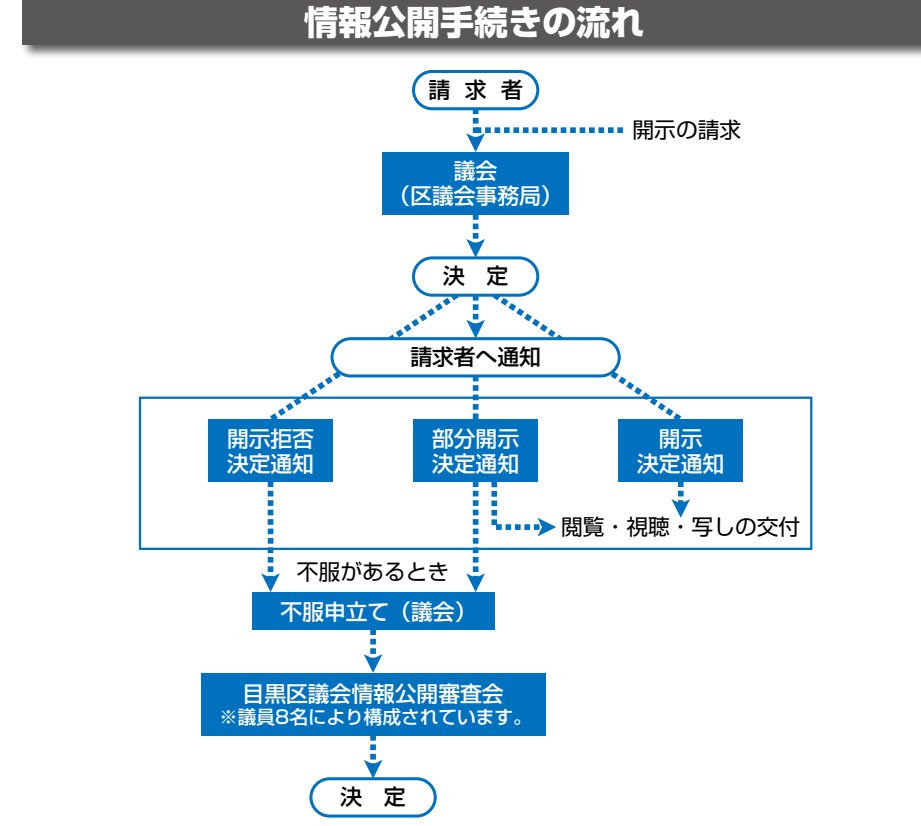 情報公開手続きの流れ
請 求 者
開示の請求
議会
（区議会事務局）
決　定
請求者へ通知
開示拒否
決定通知
部分開示
決定通知
開示
決定通知
閲覧・視聴・写しの交付
不服があるとき
不服申立て（議会）
目黒区議会情報公開審査会
※議員8名により構成されています。
決　定